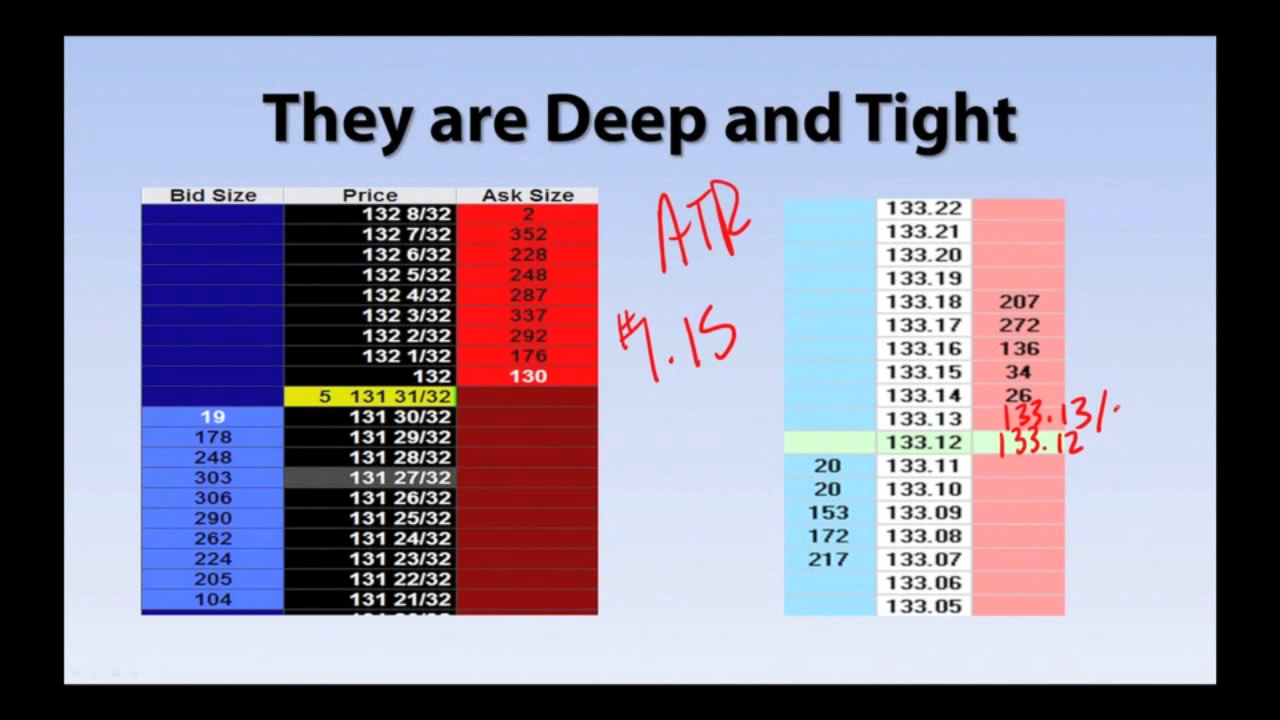 They are Deep and Tight
Bid Size Price Ask Size
132 8/32 2
132 7/32 352
132 6/32 228
132 5/32 248
132 4/32 287
132 3/32 337
132 2/32 292
132 1/32 176
132 130
5 131 31/32
19 131 30/32
178 131 29/32
248 131 28/32
303 131 27/32
306 131 26/32
290 131 25/32
262 131 24/32
224 131 23/32
205 131 22/32
104 131 21/32
ATR
133.22
133.21
133.20
133.19
133.18 207
133.17 272
133.16 136
133.15 34
133.14 26
133.13 133.13/
133.12 133.12
20 133.11
20 133.10
153 133.09
172 133.08
217 133.07
133.06
133.05